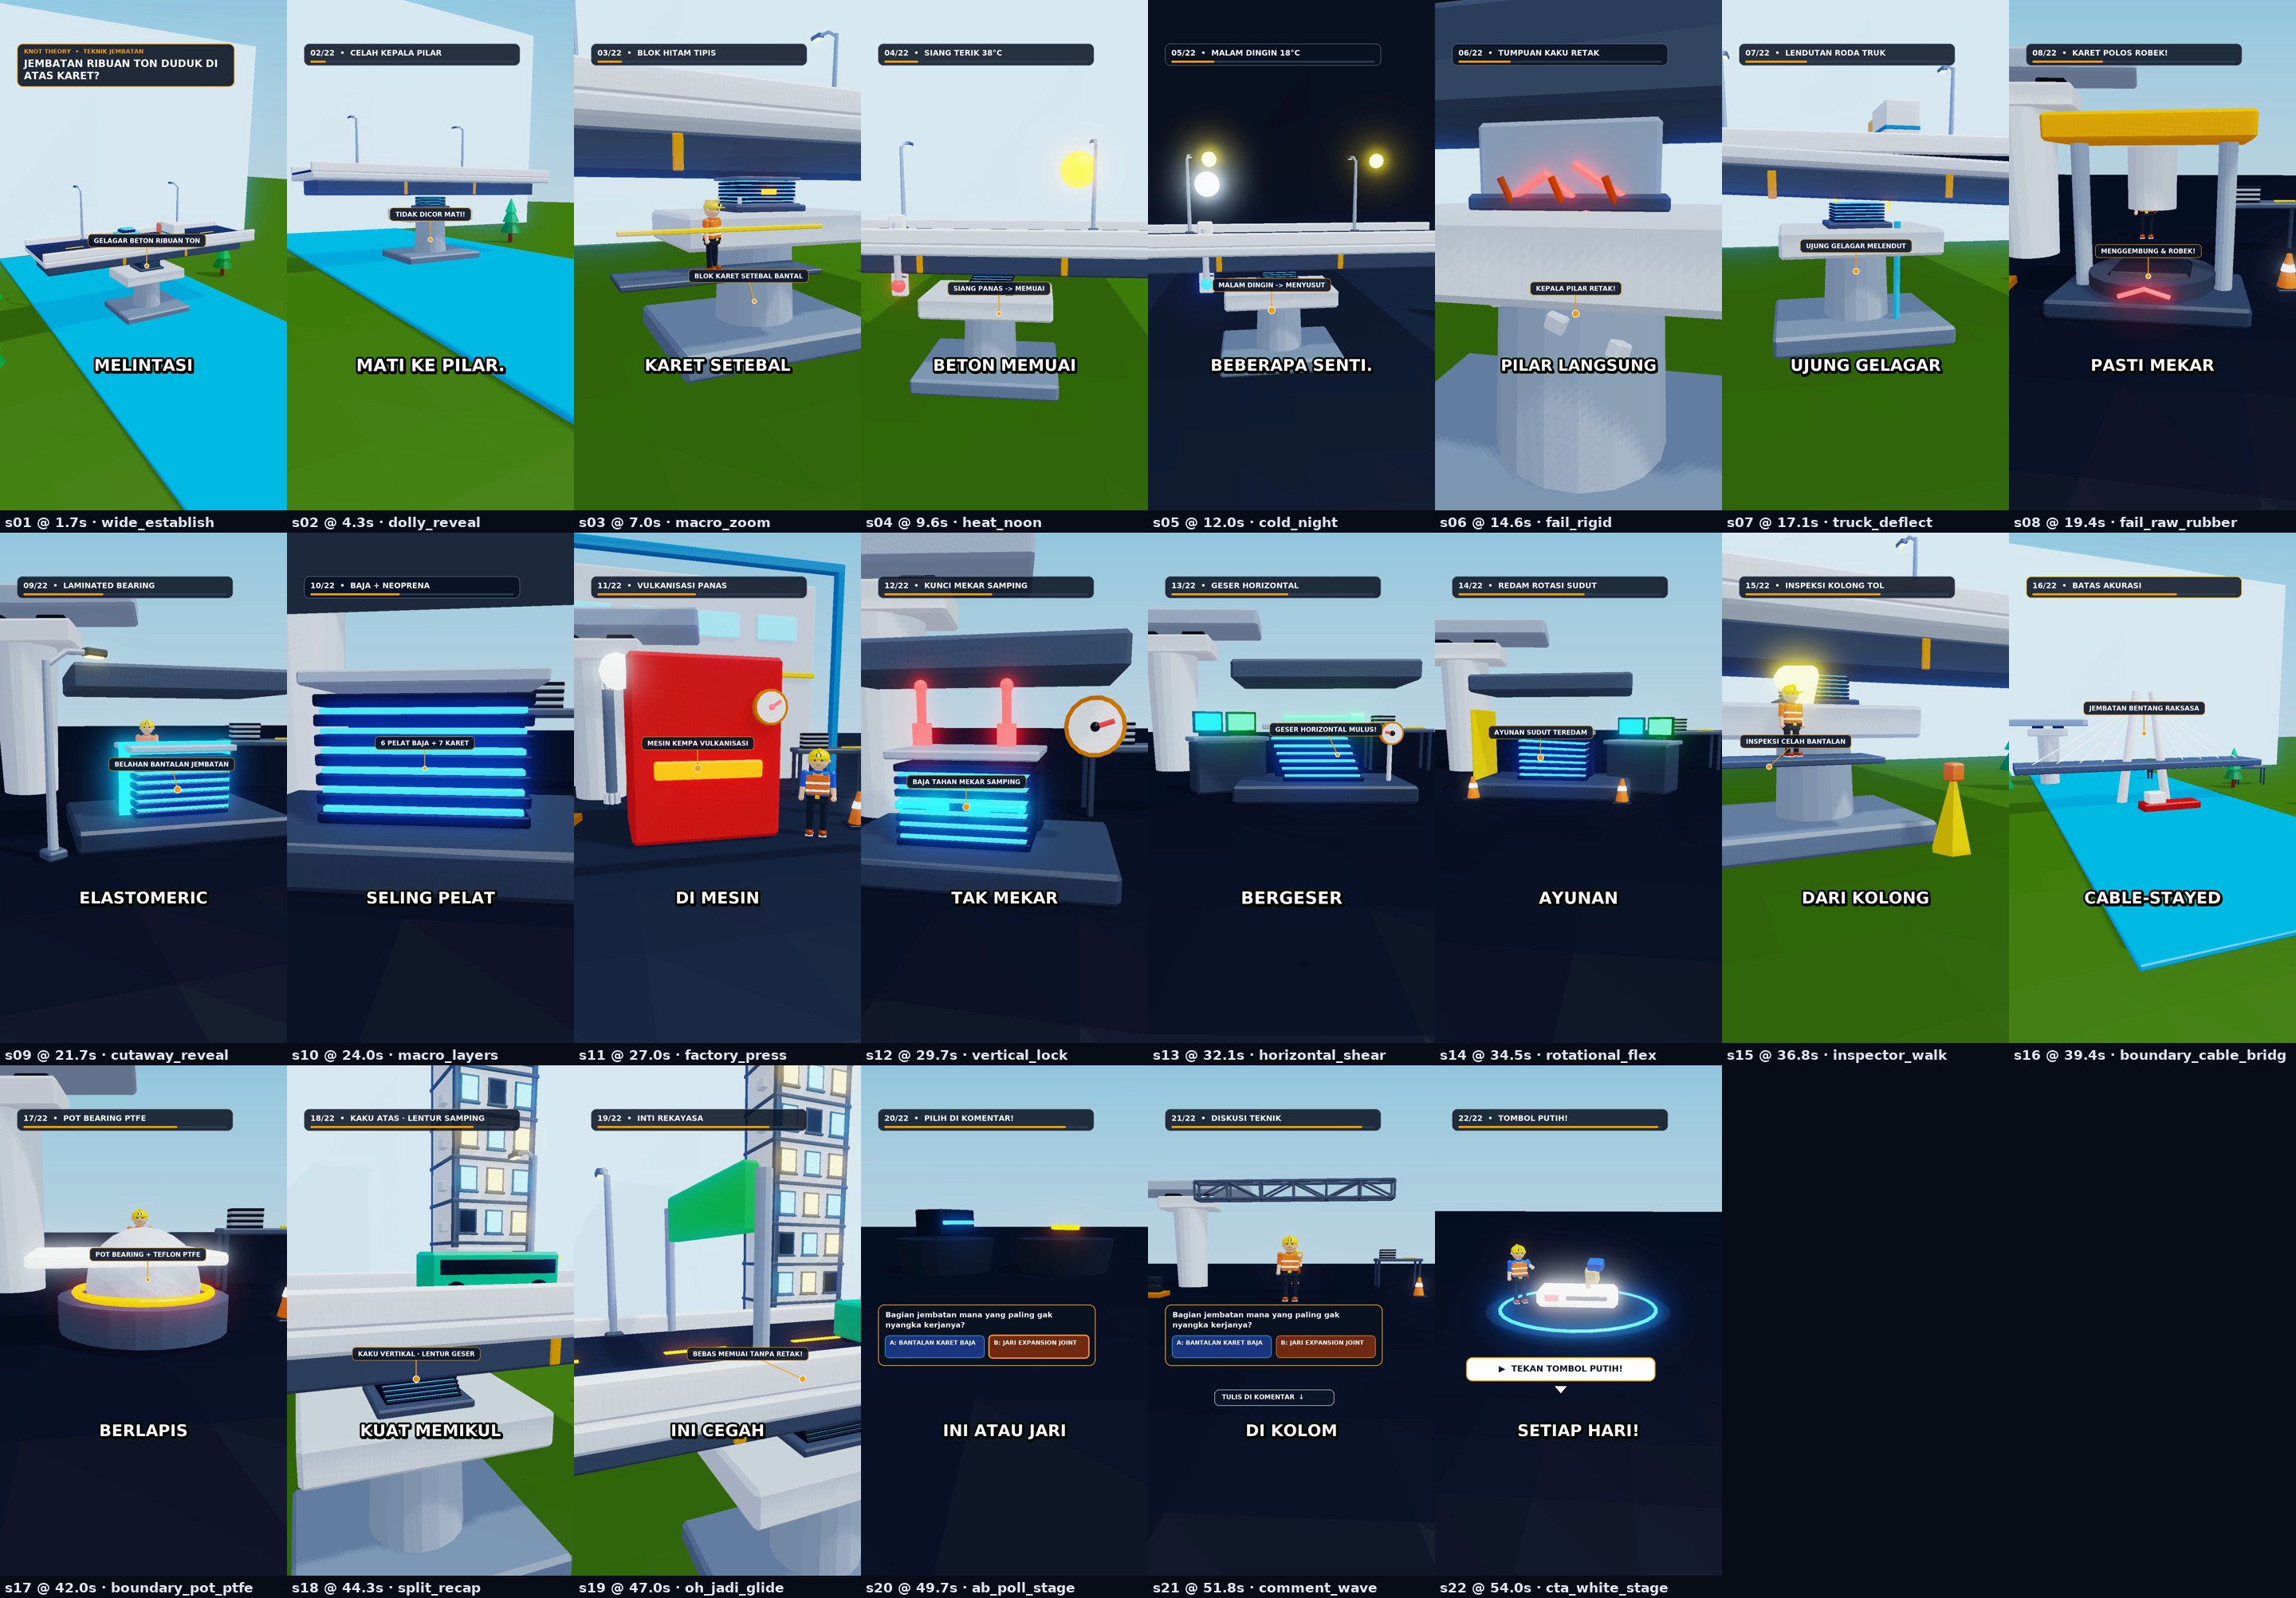 KNOT THEORY • TEKNIK JEMBATAN
JEMBATAN RIBUAN TON DUDUK DI
ATAS KARET?
GELAGAR BETON RIBUAN TON
MELINTASI
s01 @ 1.7s · wide_establish
02/22 • CELAH KEPALA PILAR
TIDAK DICOR MATI!
MATI KE PILAR.
s02 @ 4.3s · dolly_reveal
03/22 • BLOK HITAM TIPIS
BLOK KARET SETEBAL BANTAL
KARET SETEBAL
s03 @ 7.0s · macro_zoom
04/22 • SIANG TERIK 38°C
SIANG PANAS -> MEMUAI
BETON MEMUAI
s04 @ 9.6s · heat_noon
05/22 • MALAM DINGIN 18°C
MALAM DINGIN -> MENYUSUT
BEBERAPA SENTI.
s05 @ 12.0s · cold_night
06/22 • TUMPUAN KAKU RETAK
KEPALA PILAR RETAK!
PILAR LANGSUNG
s06 @ 14.6s · fail_rigid
07/22 • LENDUTAN RODA TRUK
UJUNG GELAGAR MELENDUT
UJUNG GELAGAR
s07 @ 17.1s · truck_deflect
08/22 • KARET POLOS ROBEK!
MENGGEMBUNG & ROBEK!
PASTI MEKAR
s08 @ 19.4s · fail_raw_rubber
09/22 • LAMINATED BEARING
BELAHAN BANTALAN JEMBATAN
ELASTOMERIC
s09 @ 21.7s · cutaway_reveal
10/22 • BAJA + NEOPRENA
6 PELAT BAJA + 7 KARET
SELING PELAT
s10 @ 24.0s · macro_layers
11/22 • VULKANISASI PANAS
MESIN KEMPA VULKANISASI
DI MESIN
s11 @ 27.0s · factory_press
12/22 • KUNCI MEKAR SAMPING
BAJA TAHAN MEKAR SAMPING
TAK MEKAR
s12 @ 29.7s · vertical_lock
13/22 • GESER HORIZONTAL
GESER HORIZONTAL MULUS!
BERGESER
s13 @ 32.1s · horizontal_shear
14/22 • REDAM ROTASI SUDUT
AYUNAN SUDUT TEREDAM
AYUNAN
s14 @ 34.5s · rotational_flex
15/22 • INSPEKSI KOLONG TOL
INSPEKSI CELAH BANTALAN
DARI KOLONG
s15 @ 36.8s · inspector_walk
16/22 • BATAS AKURASI
JEMBATAN BENTANG RAKSASA
CABLE-STAYED
s16 @ 39.4s · boundary_cable_bridg
17/22 • POT BEARING PTFE
POT BEARING + TEFLON PTFE
BERLAPIS
s17 @ 42.0s · boundary_pot_ptfe
18/22 • KAKU ATAS · LENTUR SAMPING
KAKU VERTIKAL · LENTUR GESER
KUAT MEMIKUL
s18 @ 44.3s · split_recap
19/22 • INTI REKAYASA
BEBAS MEMUAI TANPA RETAK!
INI CEGAH
s19 @ 47.0s · oh_jadi_glide
20/22 • PILIH DI KOMENTAR!
Bagian jembatan mana yang paling gak
nyangka kerjanya?
A: BANTALAN KARET BAJA
B: JARI EXPANSION JOINT
INI ATAU JARI
s20 @ 49.7s · ab_poll_stage
21/22 • DISKUSI TEKNIK
Bagian jembatan mana yang paling gak
nyangka kerjanya?
A: BANTALAN KARET BAJA
B: JARI EXPANSION JOINT
TULIS DI KOMENTAR ↓
DI KOLOM
s21 @ 51.8s · comment_wave
22/22 • TOMBOL PUTIH!
▶ TEKAN TOMBOL PUTIH!
SETIAP HARI!
s22 @ 54.0s · cta_white_stage